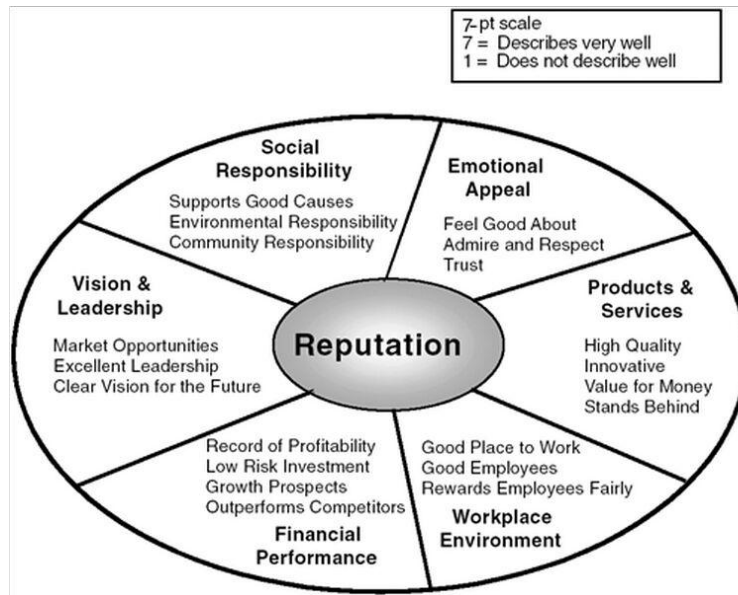 7-pt scale
7 = Describes very well
1 = Does not describe well
Social
Responsibility
Supports Good Causes
Environmental Responsibility
Community Responsibility
Emotional
Appeal
Feel Good About
Admire and Respect
Trust
Vision &
Leadership
Market Opportunities
Excellent Leadership
Clear Vision for the Future
Reputation
Products &
Services
High Quality
Innovative
Value for Money
Stands Behind
Record of Profitability
Low Risk Investment
Growth Prospects
Outperforms Competitors
Financial
Performance
Good Place to Work
Good Employees
Rewards Employees Fairly
Workplace
Environment